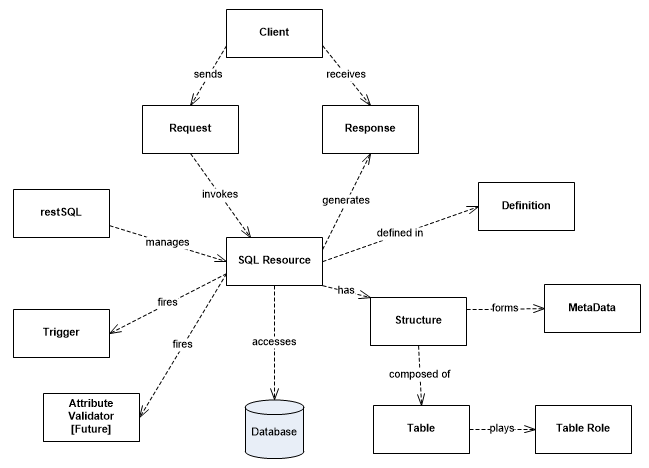 Client
sends
receives
Request
Response
invokes
generates
restSQL
Definition
manages
defined in
SQL Resource
has
fires
Structure
forms
MetaData
Trigger
fires
accesses
composed of
Attribute
Validator
[Future]
Database
Table
plays
Table Role